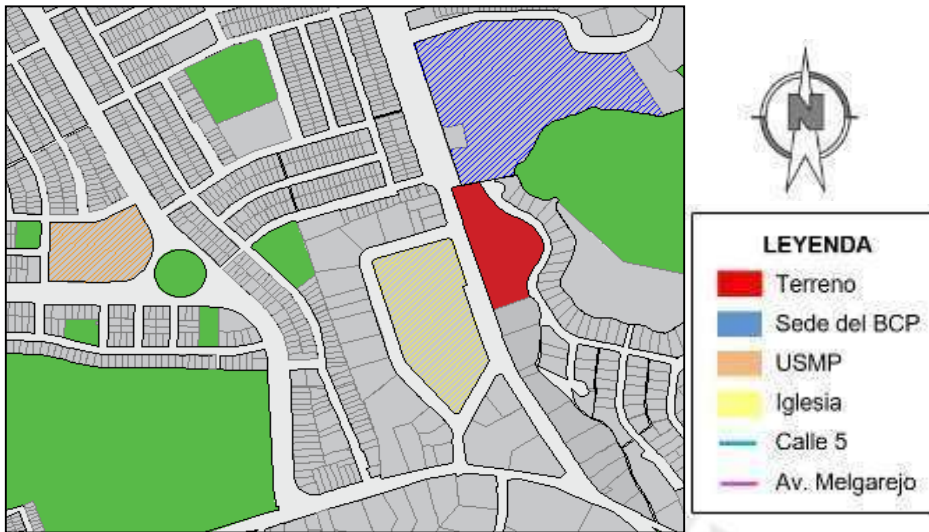 N
LEYENDA
Terreno
Sede del BCP
USMP
Iglesia
Calle 5
Av. Melgarejo